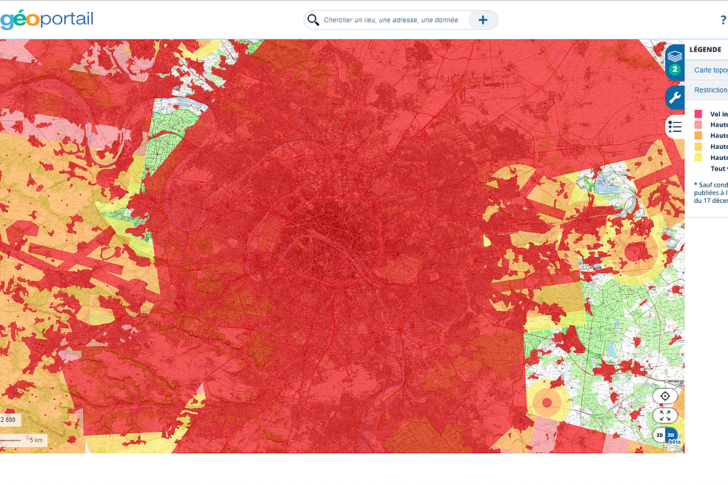 géoportail
Chercher un lieu, une adresse, une donnée
+
?
LÉGENDE
2
Carte topo
Restriction
Vol in
Haute
Haute
Haute
Haute
Tout
* Sauf cond
publiées à l
du 17 décem
2 880
5 km
2D 3D
bêta